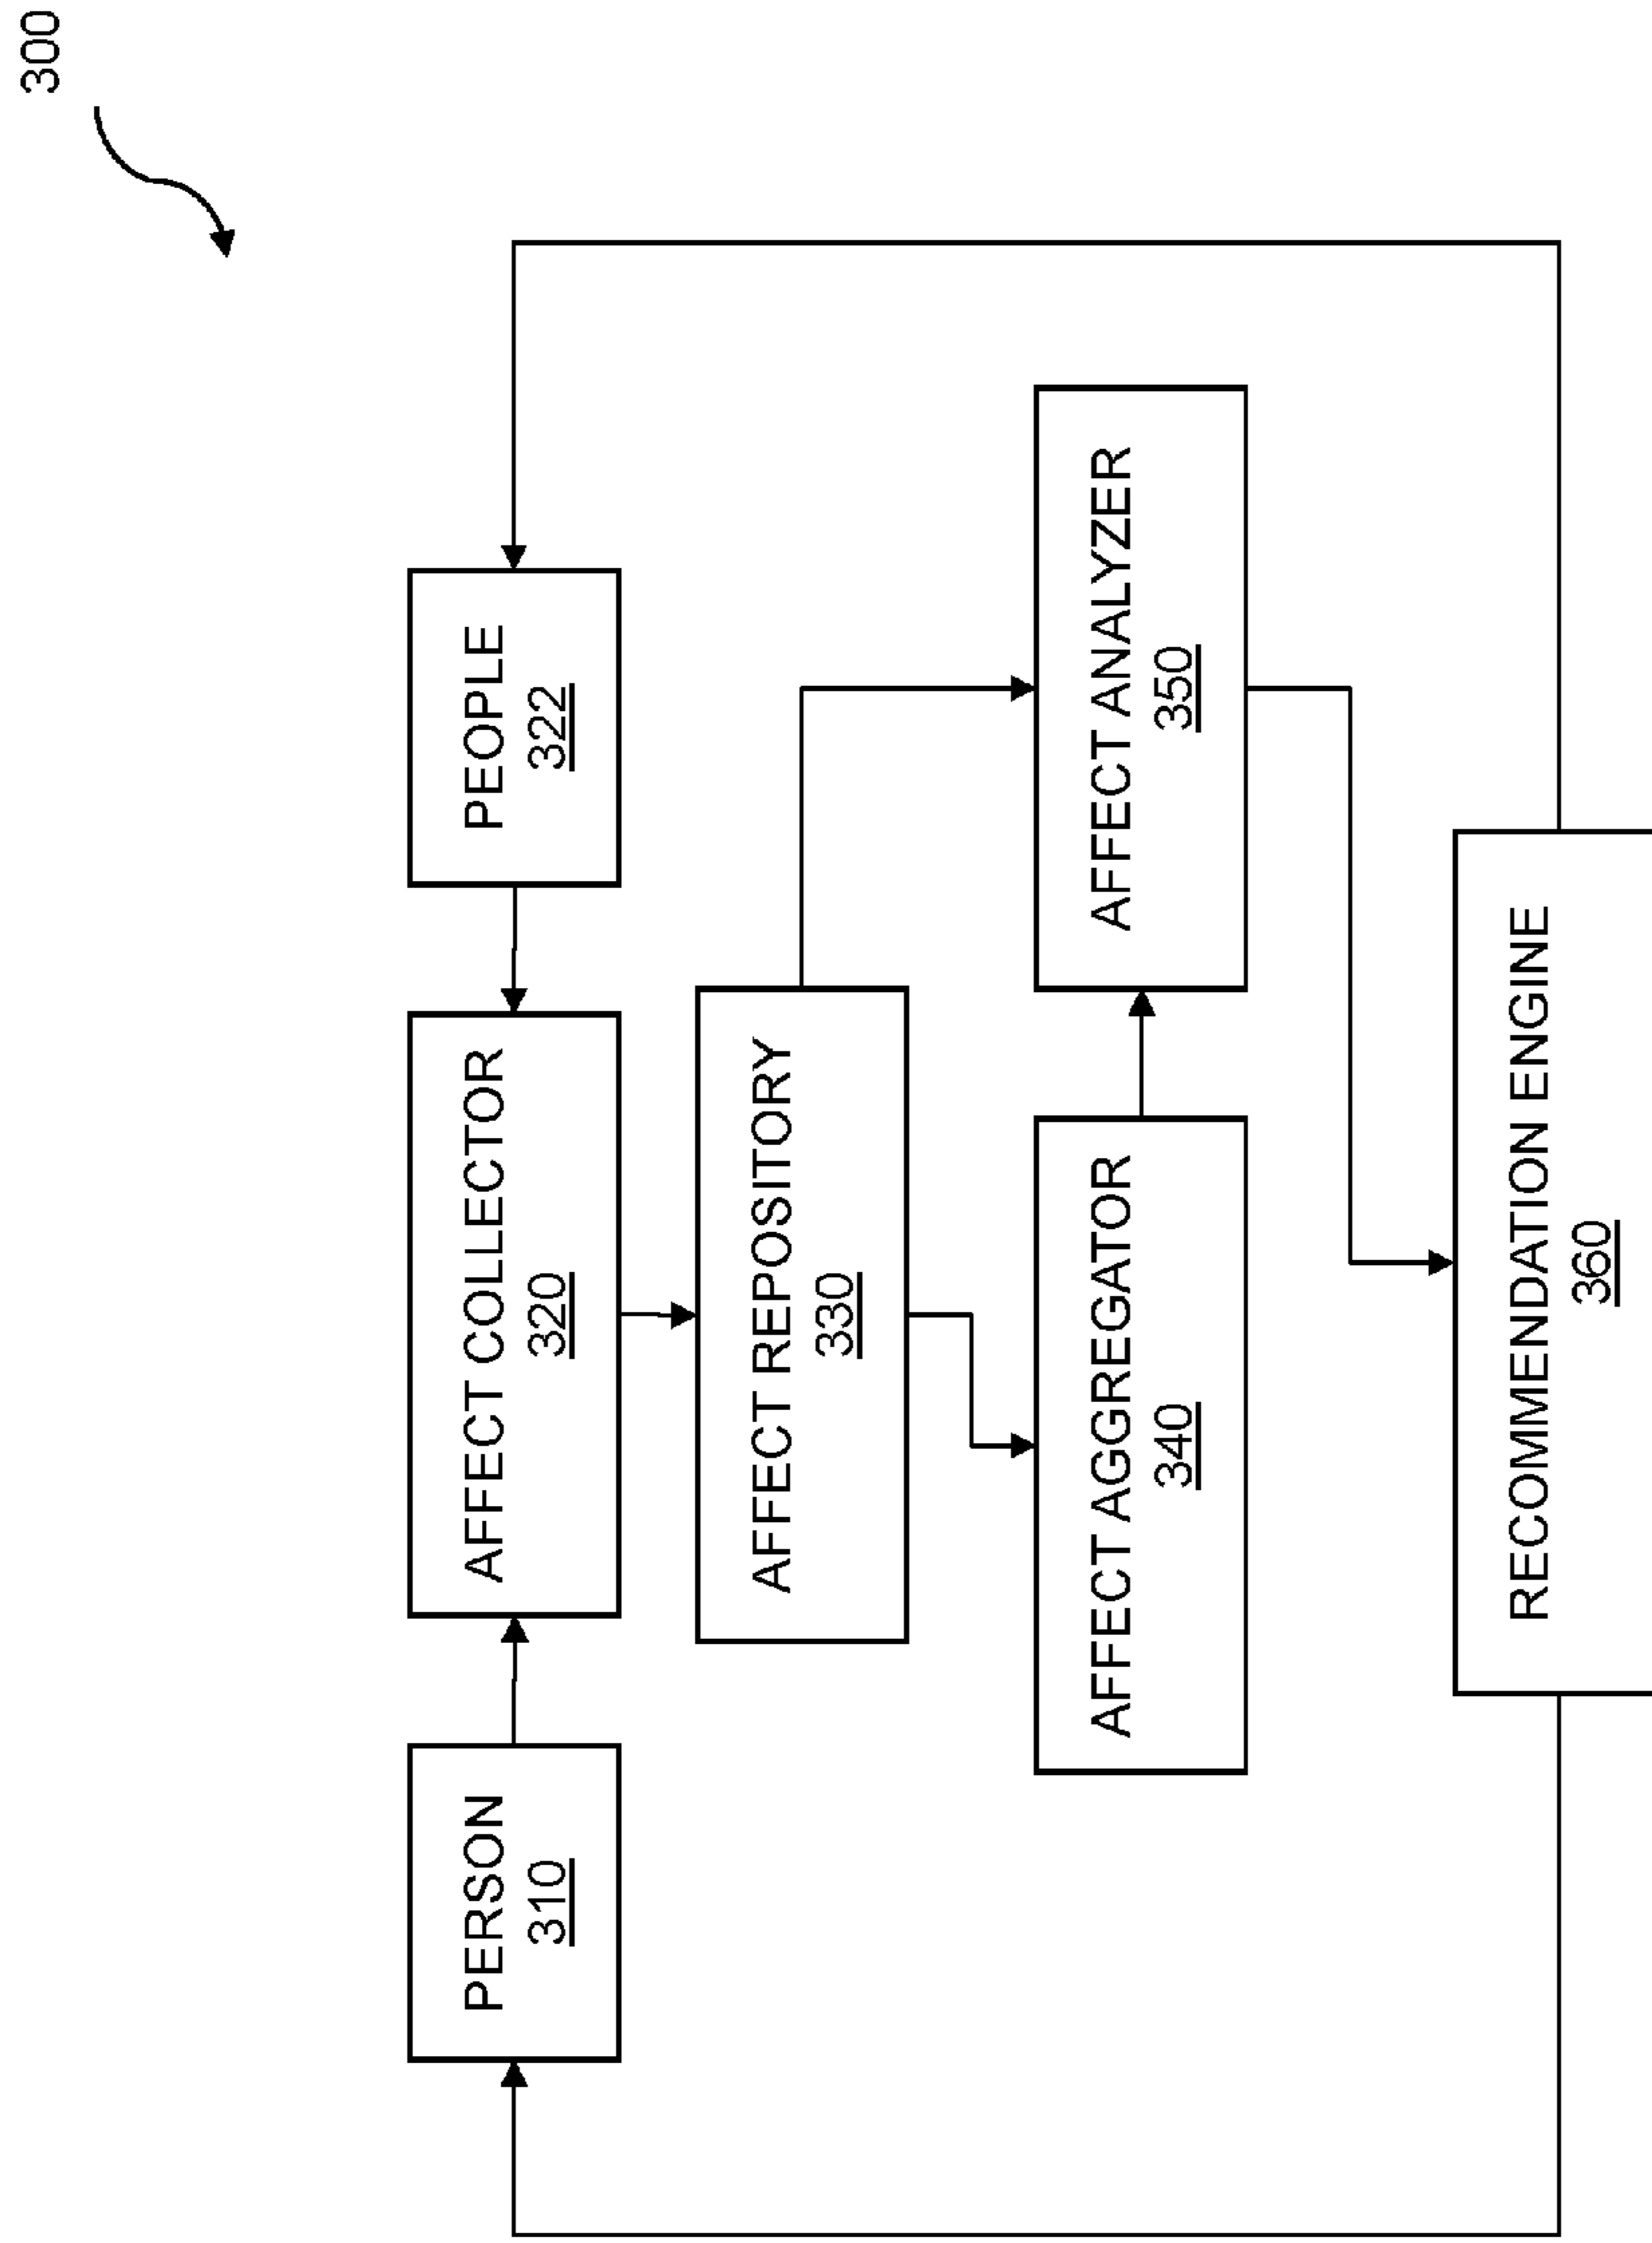 300
PERSON
310
AFFECT COLLECTOR
320
PEOPLE
322
AFFECT REPOSITORY
330
AFFECT AGGREGATOR
340
AFFECT ANALYZER
350
RECOMMENDATION ENGINE
360